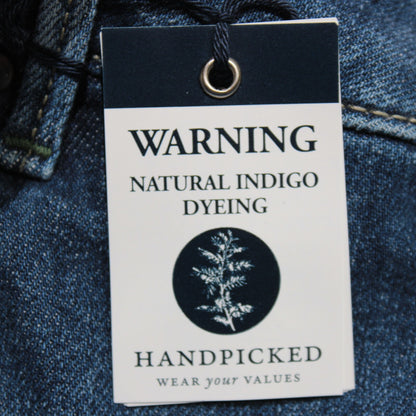 WARNING
NATURAL INDIGO
DYEING
HANDPICKED
WEAR your VALUES